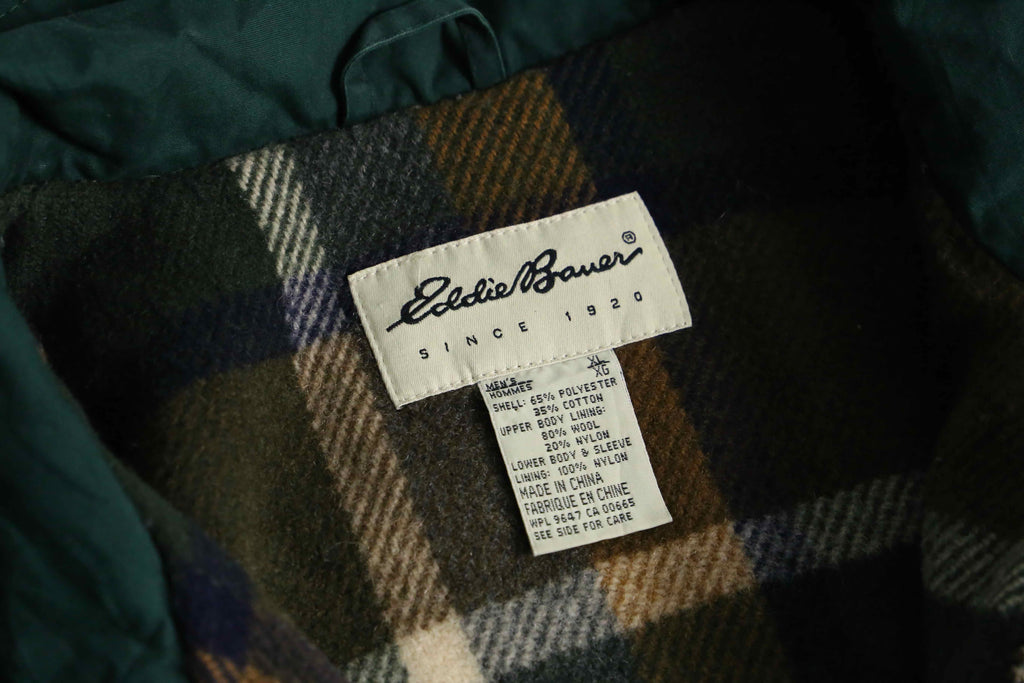 Eddie Bauer®
SINCE 1920
MEN'S XL
HOMMES XG
SHELL: 65% POLYESTER
35% COTTON
UPPER BODY LINING:
80% WOOL
20% NYLON
LOWER BODY & SLEEVE
LINING: 100% NYLON
MADE IN CHINA
FABRIQUE EN CHINE
WPL 9647 CA 00665
SEE SIDE FOR CARE